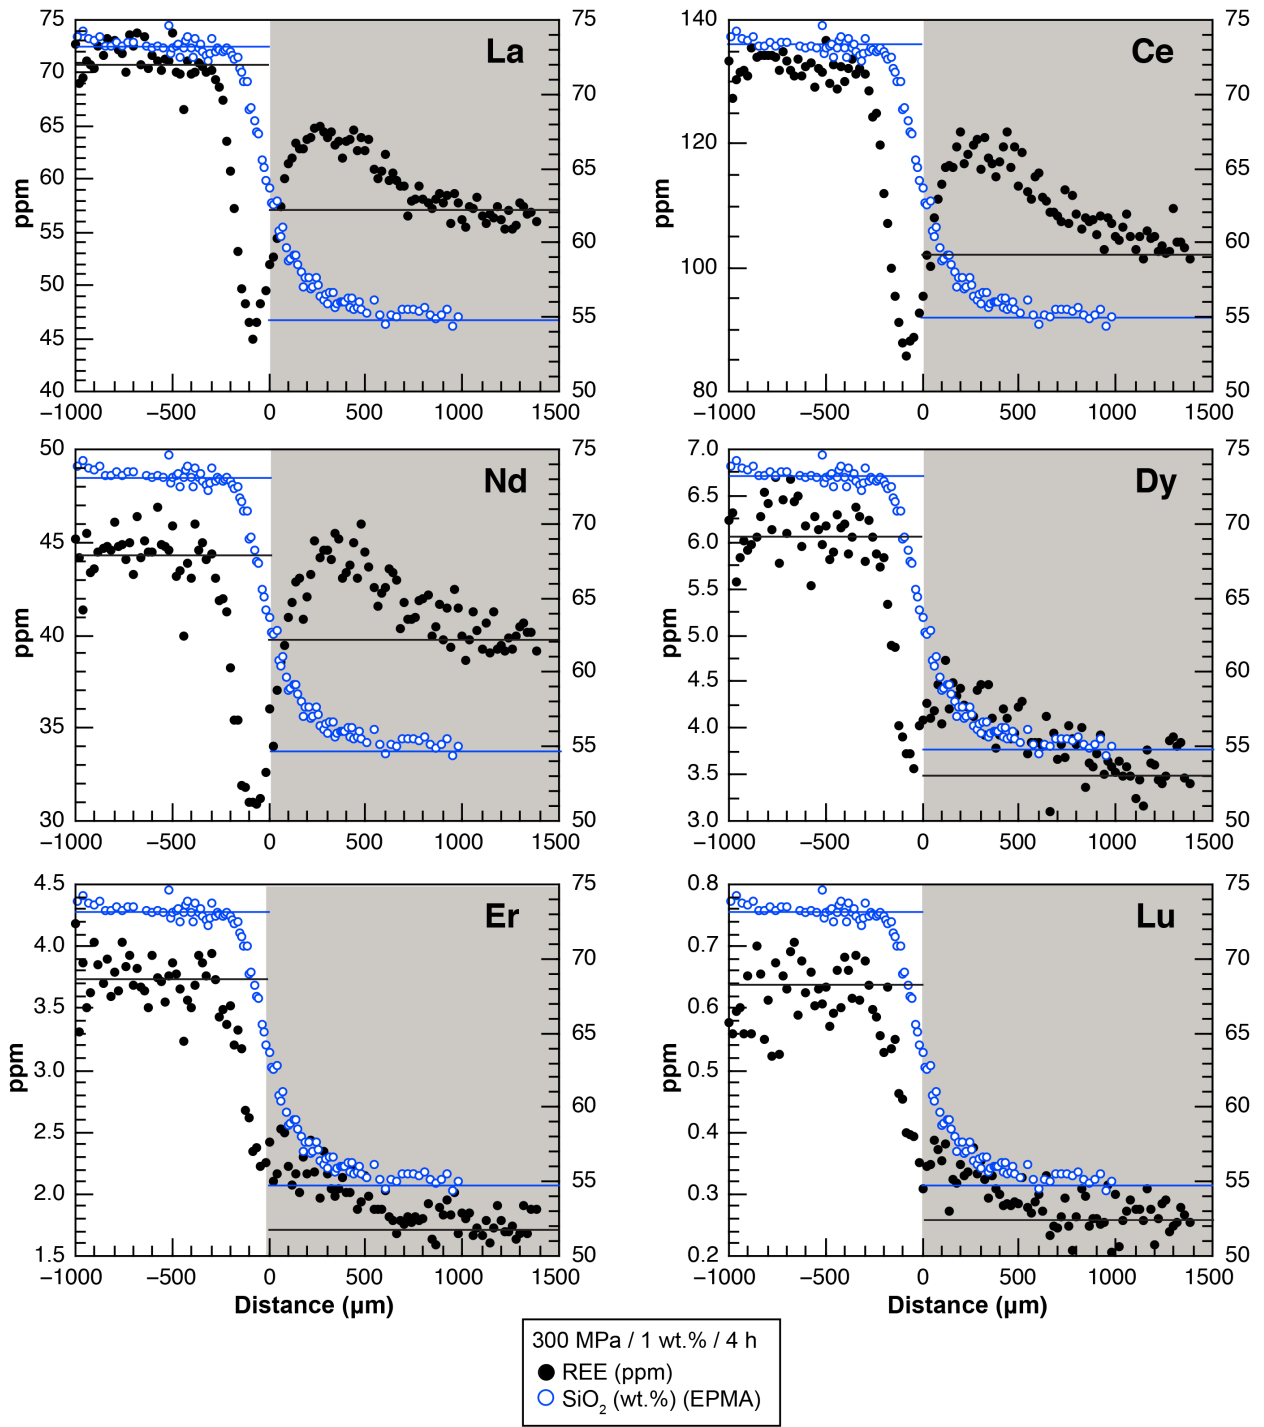 75 75
La
70 70
65
60 65
ppm
55 60
50
55
45
40 50
−1000 −500 0 500 1000 1500
140 75
Ce
70
120
65
ppm
60
100
55
80 50
−1000 −500 0 500 1000 1500
50 75
Nd
70
45
65
ppm
40
60
35
55
30 50
−1000 −500 0 500 1000 1500
7.0 75
Dy
6.5
70
6.0
5.5
65
5.0
ppm
4.5 60
4.0
55
3.5
3.0 50
−1000 −500 0 500 1000 1500
4.5 75
Er
4.0
70
3.5
65
3.0
ppm
60
2.5
2.0 55
1.5 50
−1000 −500 0 500 1000 1500
Distance (µm)
0.8 75
Lu
0.7 70
0.6
65
0.5
ppm
0.4 60
0.3 55
0.2 50
−1000 −500 0 500 1000 1500
Distance (µm)
300 MPa / 1 wt.% / 4 h
REE (ppm)
SiO₂ (wt.%) (EPMA)